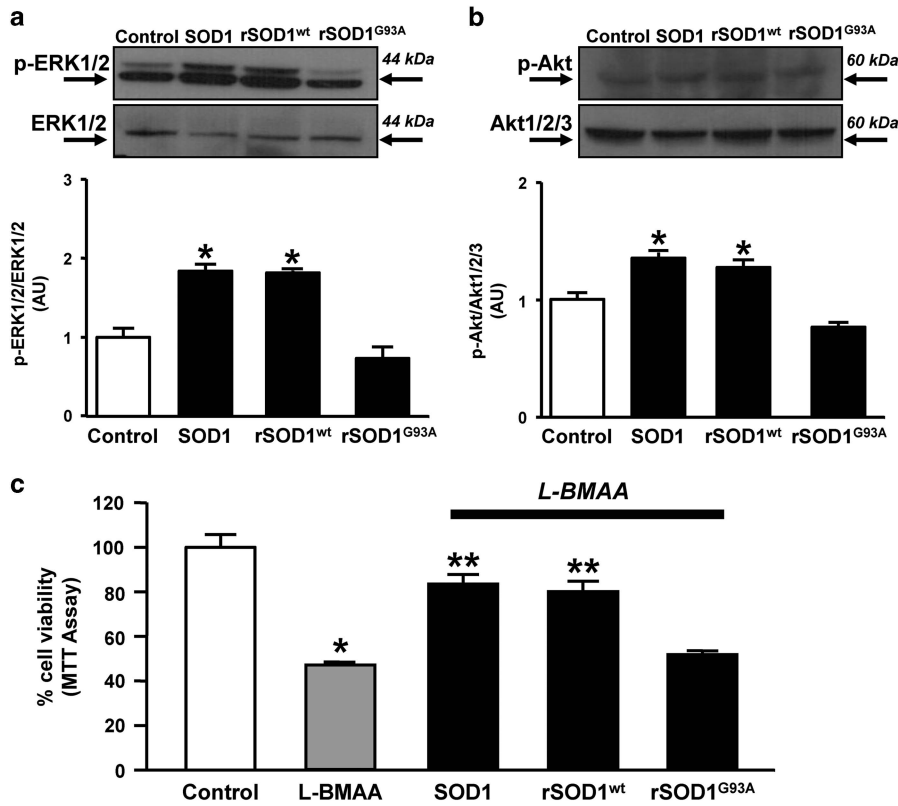 a
Control SOD1 rSOD1wt rSOD1G93A
p-ERK1/2
44 kDa
ERK1/2
44 kDa
3
2
1
0
p-ERK1/2/ERK1/2
(AU)
*
*
Control SOD1 rSOD1wt rSOD1G93A
b
Control SOD1 rSOD1wt rSOD1G93A
p-Akt
60 kDa
Akt1/2/3
60 kDa
2
1
0
p-Akt/Akt1/2/3
(AU)
*
*
Control SOD1 rSOD1wt rSOD1G93A
c
L-BMAA
120
100
80
60
40
20
0
% cell viability
(MTT Assay)
*
**
**
Control L-BMAA SOD1 rSOD1wt rSOD1G93A